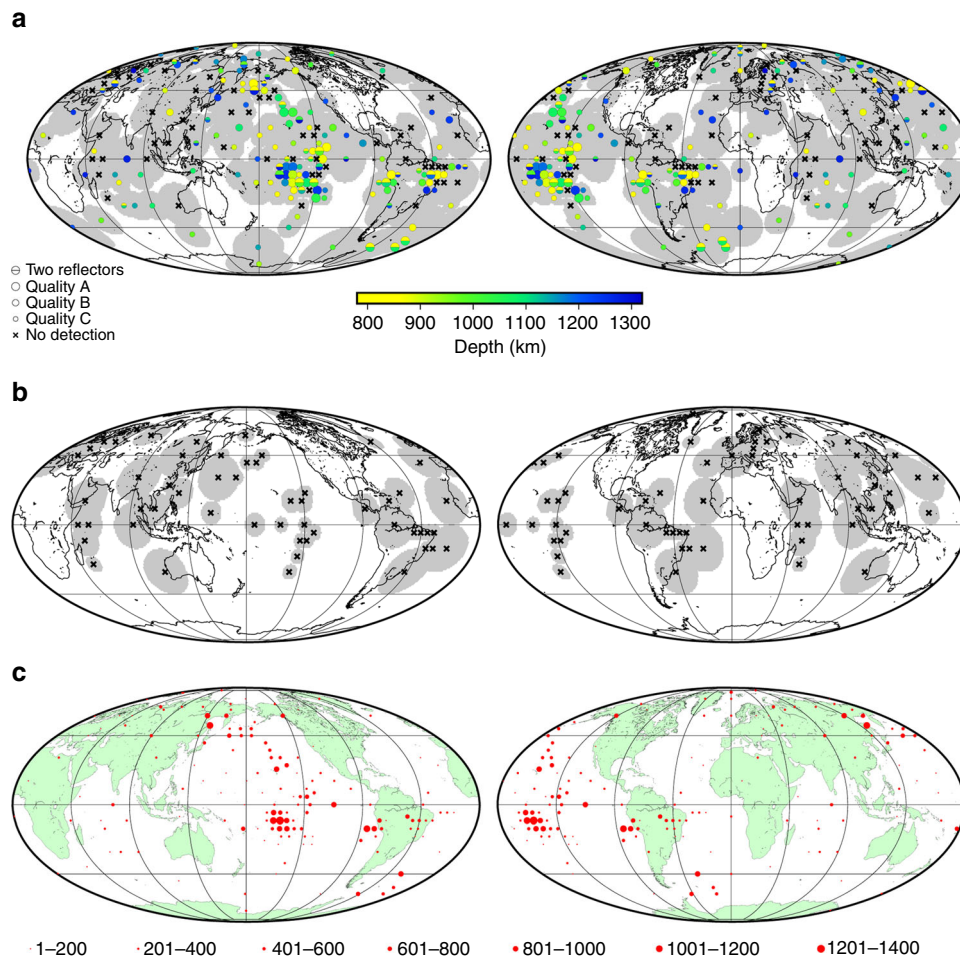 a
Two reflectors
Quality A
Quality B
Quality C
No detection
800 900 1000 1100 1200 1300
Depth (km)
b
c
1–200 201–400 401–600 601–800 801–1000 1001–1200 1201–1400